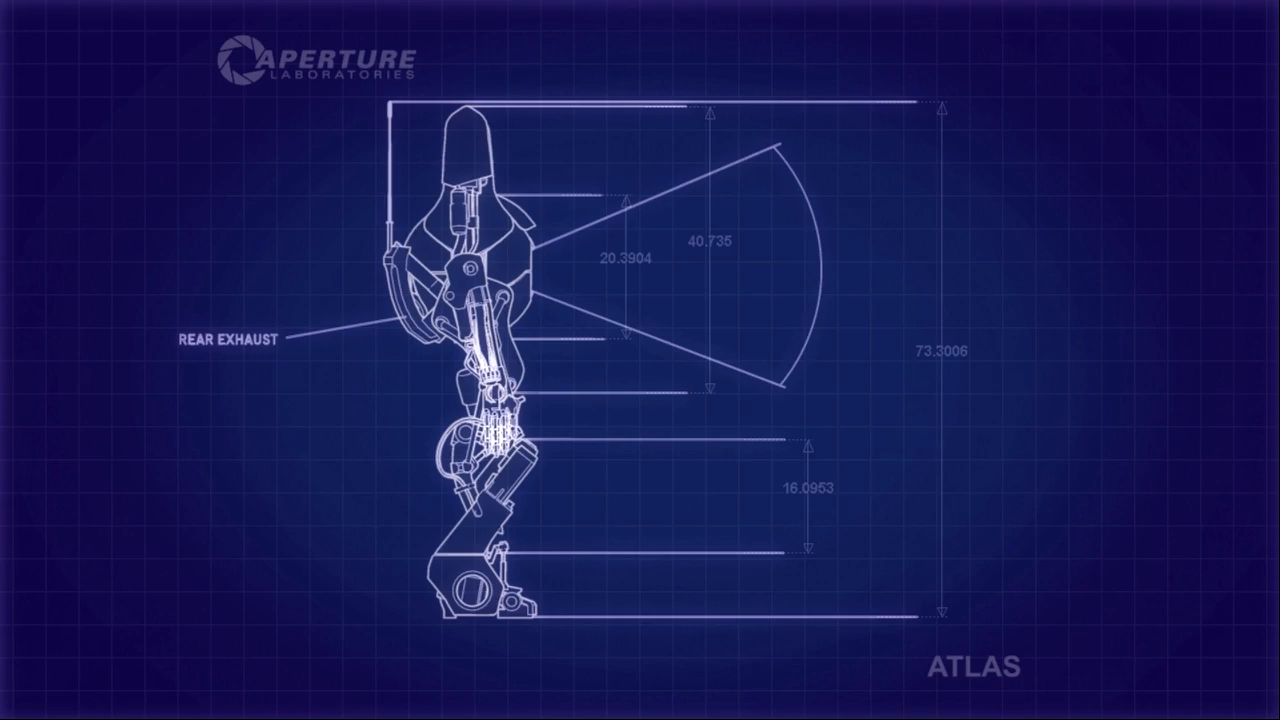 APERTURE
LABORATORIES
40.735
20.3904
REAR EXHAUST
73.3006
16.0953
ATLAS